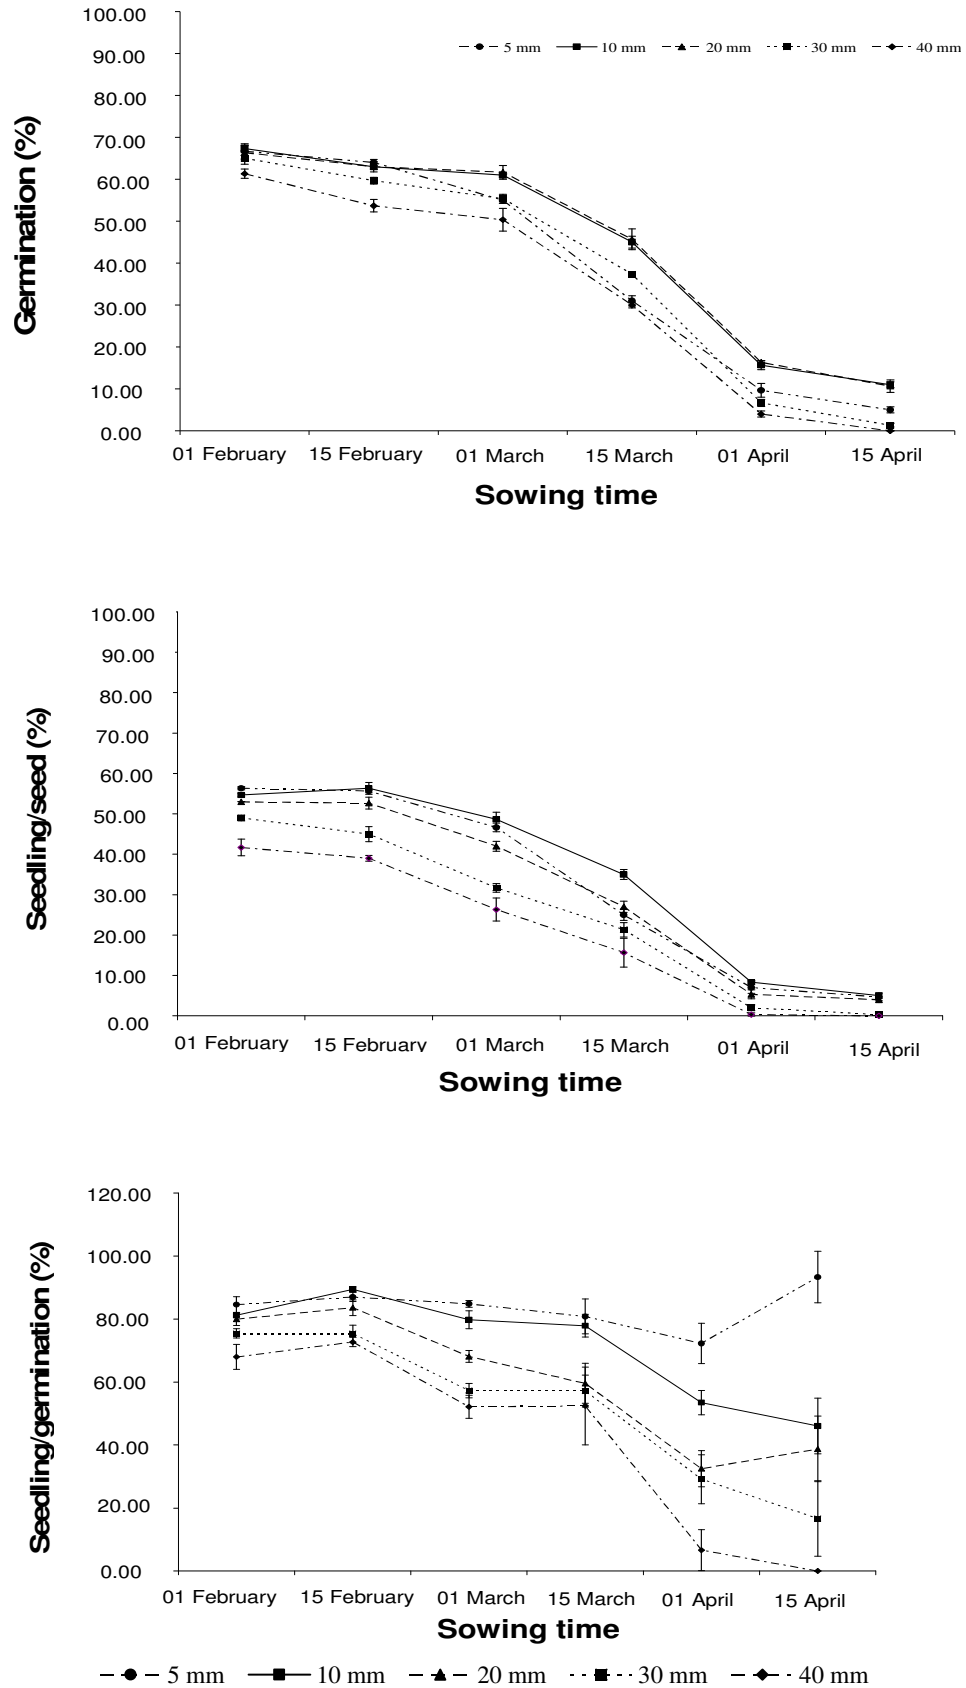 100.00
5 mm 10 mm 20 mm 30 mm 40 mm
90.00
80.00
70.00
60.00
50.00
40.00
30.00
20.00
10.00
0.00
Germination (%)
01 February 15 February 01 March 15 March 01 April 15 April
Sowing time
100.00
90.00
80.00
70.00
60.00
50.00
40.00
30.00
20.00
10.00
0.00
Seedling/seed (%)
01 February 15 February 01 March 15 March 01 April 15 April
Sowing time
120.00
100.00
80.00
60.00
40.00
20.00
0.00
Seedling/germination (%)
01 February 15 February 01 March 15 March 01 April 15 April
Sowing time
5 mm 10 mm 20 mm 30 mm 40 mm